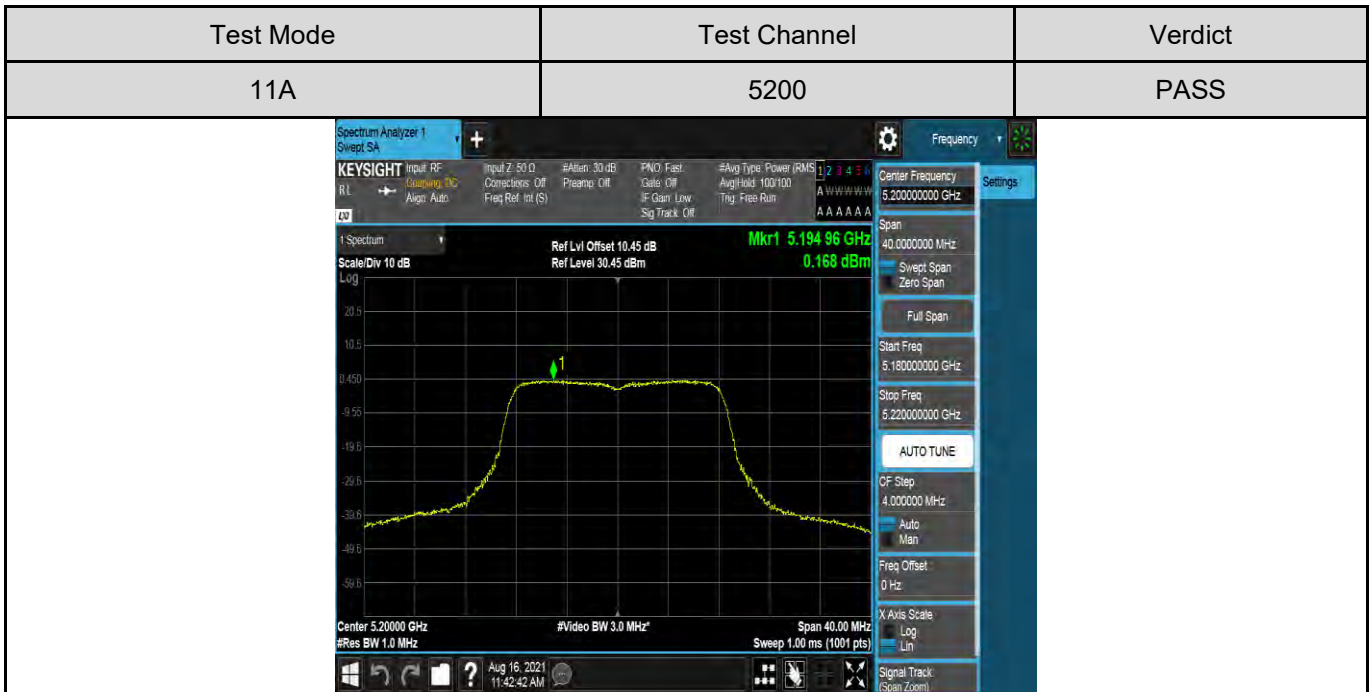 Test Mode Test Channel Verdict
11A 5200 PASS
Spectrum Analyzer 1
Swept SA
+
Frequency
Settings
KEYSIGHT Input: RF Input Z: 50 Ω #Atten: 30 dB PNO: Fast #Avg Type: Power (RMS 1 2 3 4 5 6
RL Coupling: DC Corrections: Off Preamp: Off Gate: Off Avg|Hold: 100/100 A W W W W W
Align: Auto Freq Ref: Int (S) IF Gain: Low Trig: Free Run
Sig Track: Off A A A A A A
LXI
1 Spectrum
Scale/Div 10 dB
Ref Lvl Offset 10.45 dB
Ref Level 30.45 dBm
Mkr1 5.194 96 GHz
0.168 dBm
Log
20.5
10.5
0.450
-9.55
-19.6
-29.6
-39.6
-49.6
-59.6
1
Center 5.20000 GHz #Video BW 3.0 MHz* Span 40.00 MHz
#Res BW 1.0 MHz Sweep 1.00 ms (1001 pts)
?
Aug 16, 2021
11:42:42 AM
Center Frequency
5.200000000 GHz
Span
40.0000000 MHz
Swept Span
Zero Span
Full Span
Start Freq
5.180000000 GHz
Stop Freq
5.220000000 GHz
AUTO TUNE
CF Step
4.000000 MHz
Auto
Man
Freq Offset
0 Hz
X Axis Scale
Log
Lin
Signal Track
(Span Zoom)